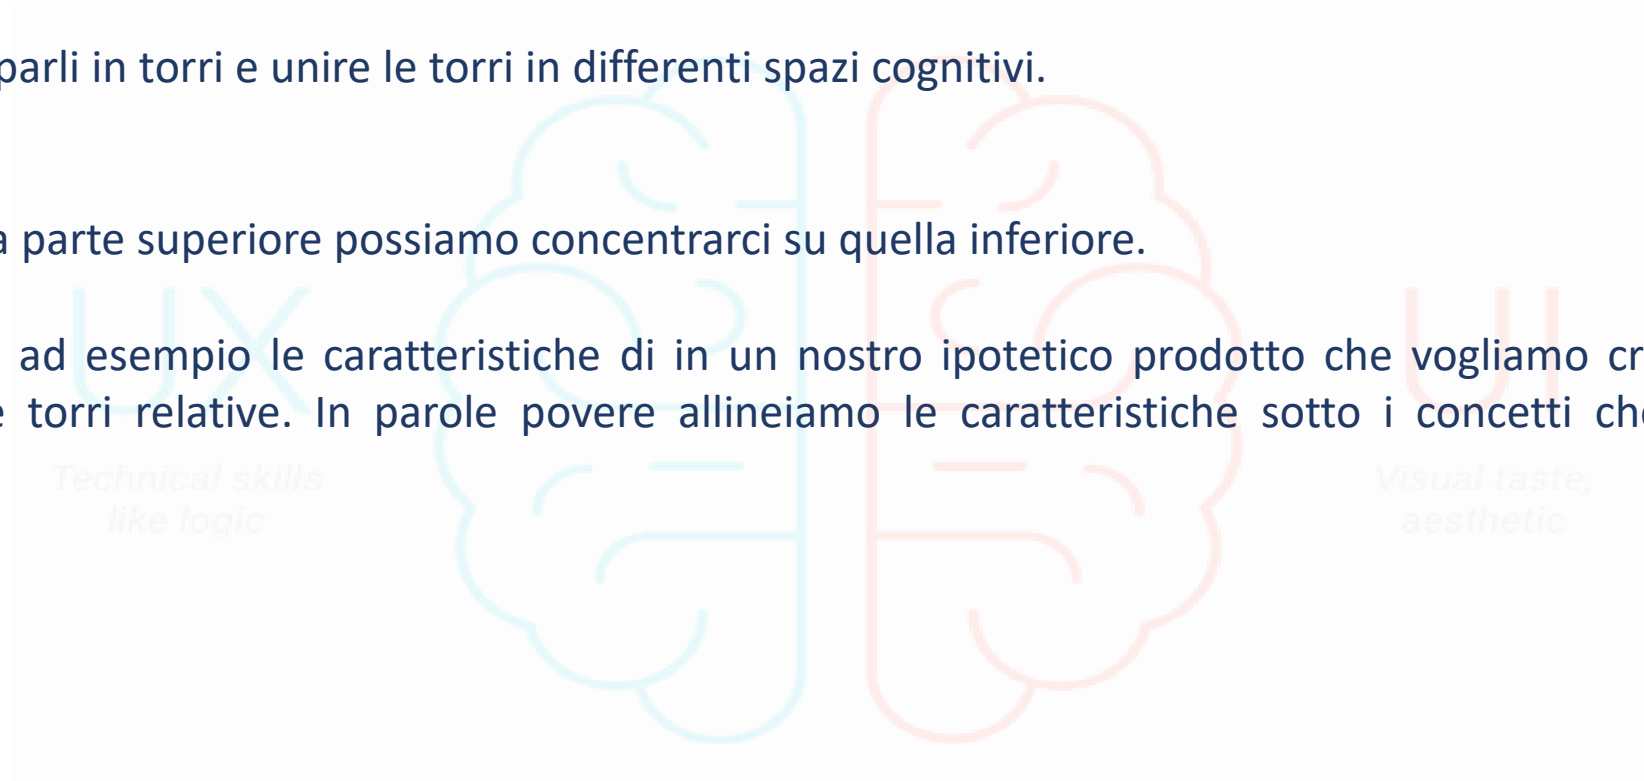 parli in torri e unire le torri in differenti spazi cognitivi.
parte superiore possiamo concentrarci su quella inferiore.
UX
UI
ad esempio le caratteristiche di in un nostro ipotetico prodotto che vogliamo cr
torri relative. In parole povere allineiamo le caratteristiche sotto i concetti che
Technical skills
like logic
Visual taste,
aesthetic